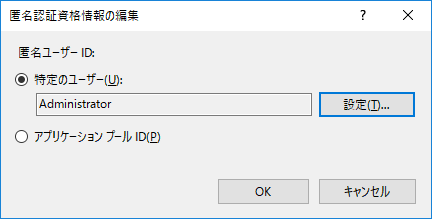 匿名認証資格情報の編集
匿名ユーザー ID:
特定のユーザー(U):
Administrator
設定(T)...
アプリケーション プール ID(P)
OK
キャンセル